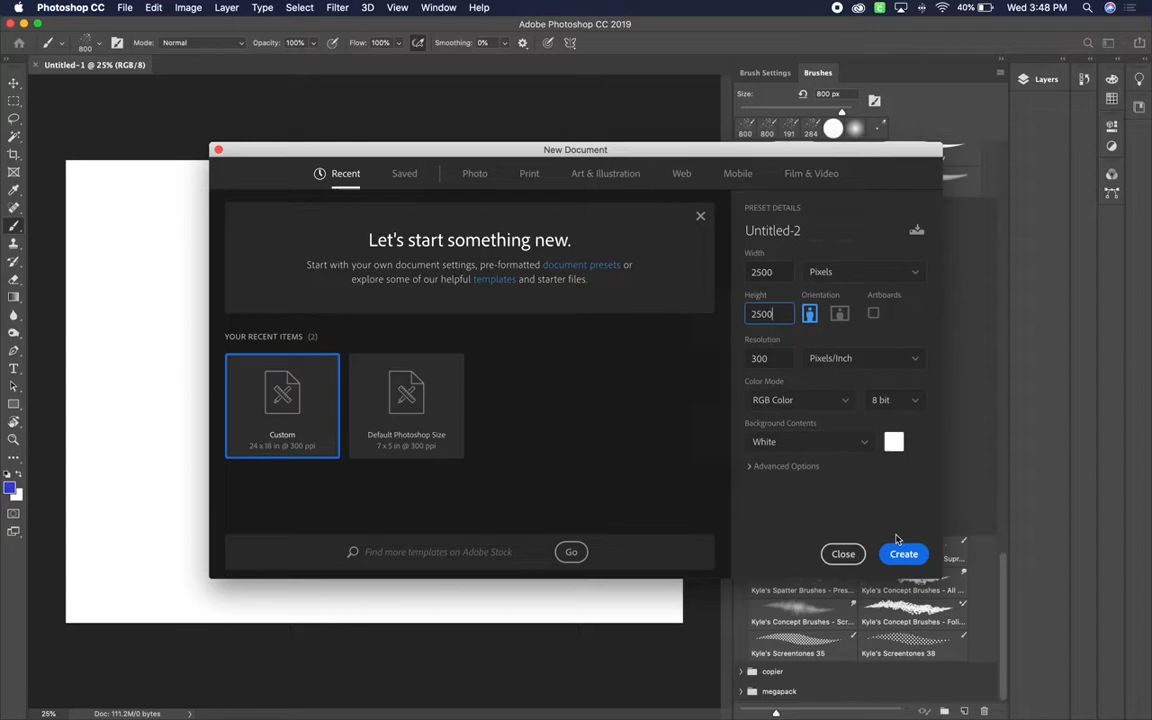 Photoshop CC File Edit Image Layer Type Select Filter 3D View Window Help 40% Wed 3:48 PM
Adobe Photoshop CC 2019
800 Mode: Normal Opacity: 100% Flow: 100% Smoothing: 0%
Untitled-1 @ 25% (RGB/8)
Brush Settings Brushes Layers
Size: 800 px
800 800 191 284
New Document
Recent Saved Photo Print Art & Illustration Web Mobile Film & Video
Let's start something new.
Start with your own document settings, pre-formatted document presets or
explore some of our helpful templates and starter files.
YOUR RECENT ITEMS (2)
Custom
24 x 18 in @ 300 ppi
Default Photoshop Size
7 x 5 in @ 300 ppi
Find more templates on Adobe Stock Go
PRESET DETAILS
Untitled-2
Width
2500 Pixels
Height Orientation Artboards
2500
Resolution
300 Pixels/Inch
Color Mode
RGB Color 8 bit
Background Contents
White
Advanced Options
Close Create
Supr...
Kyle's Spatter Brushes - Pres... Kyle's Concept Brushes - All ...
Kyle's Concept Brushes - Scr... Kyle's Concept Brushes - Foli...
Kyle's Screentones 35 Kyle's Screentones 38
copier
megapack
25% Doc: 111.2M/0 bytes